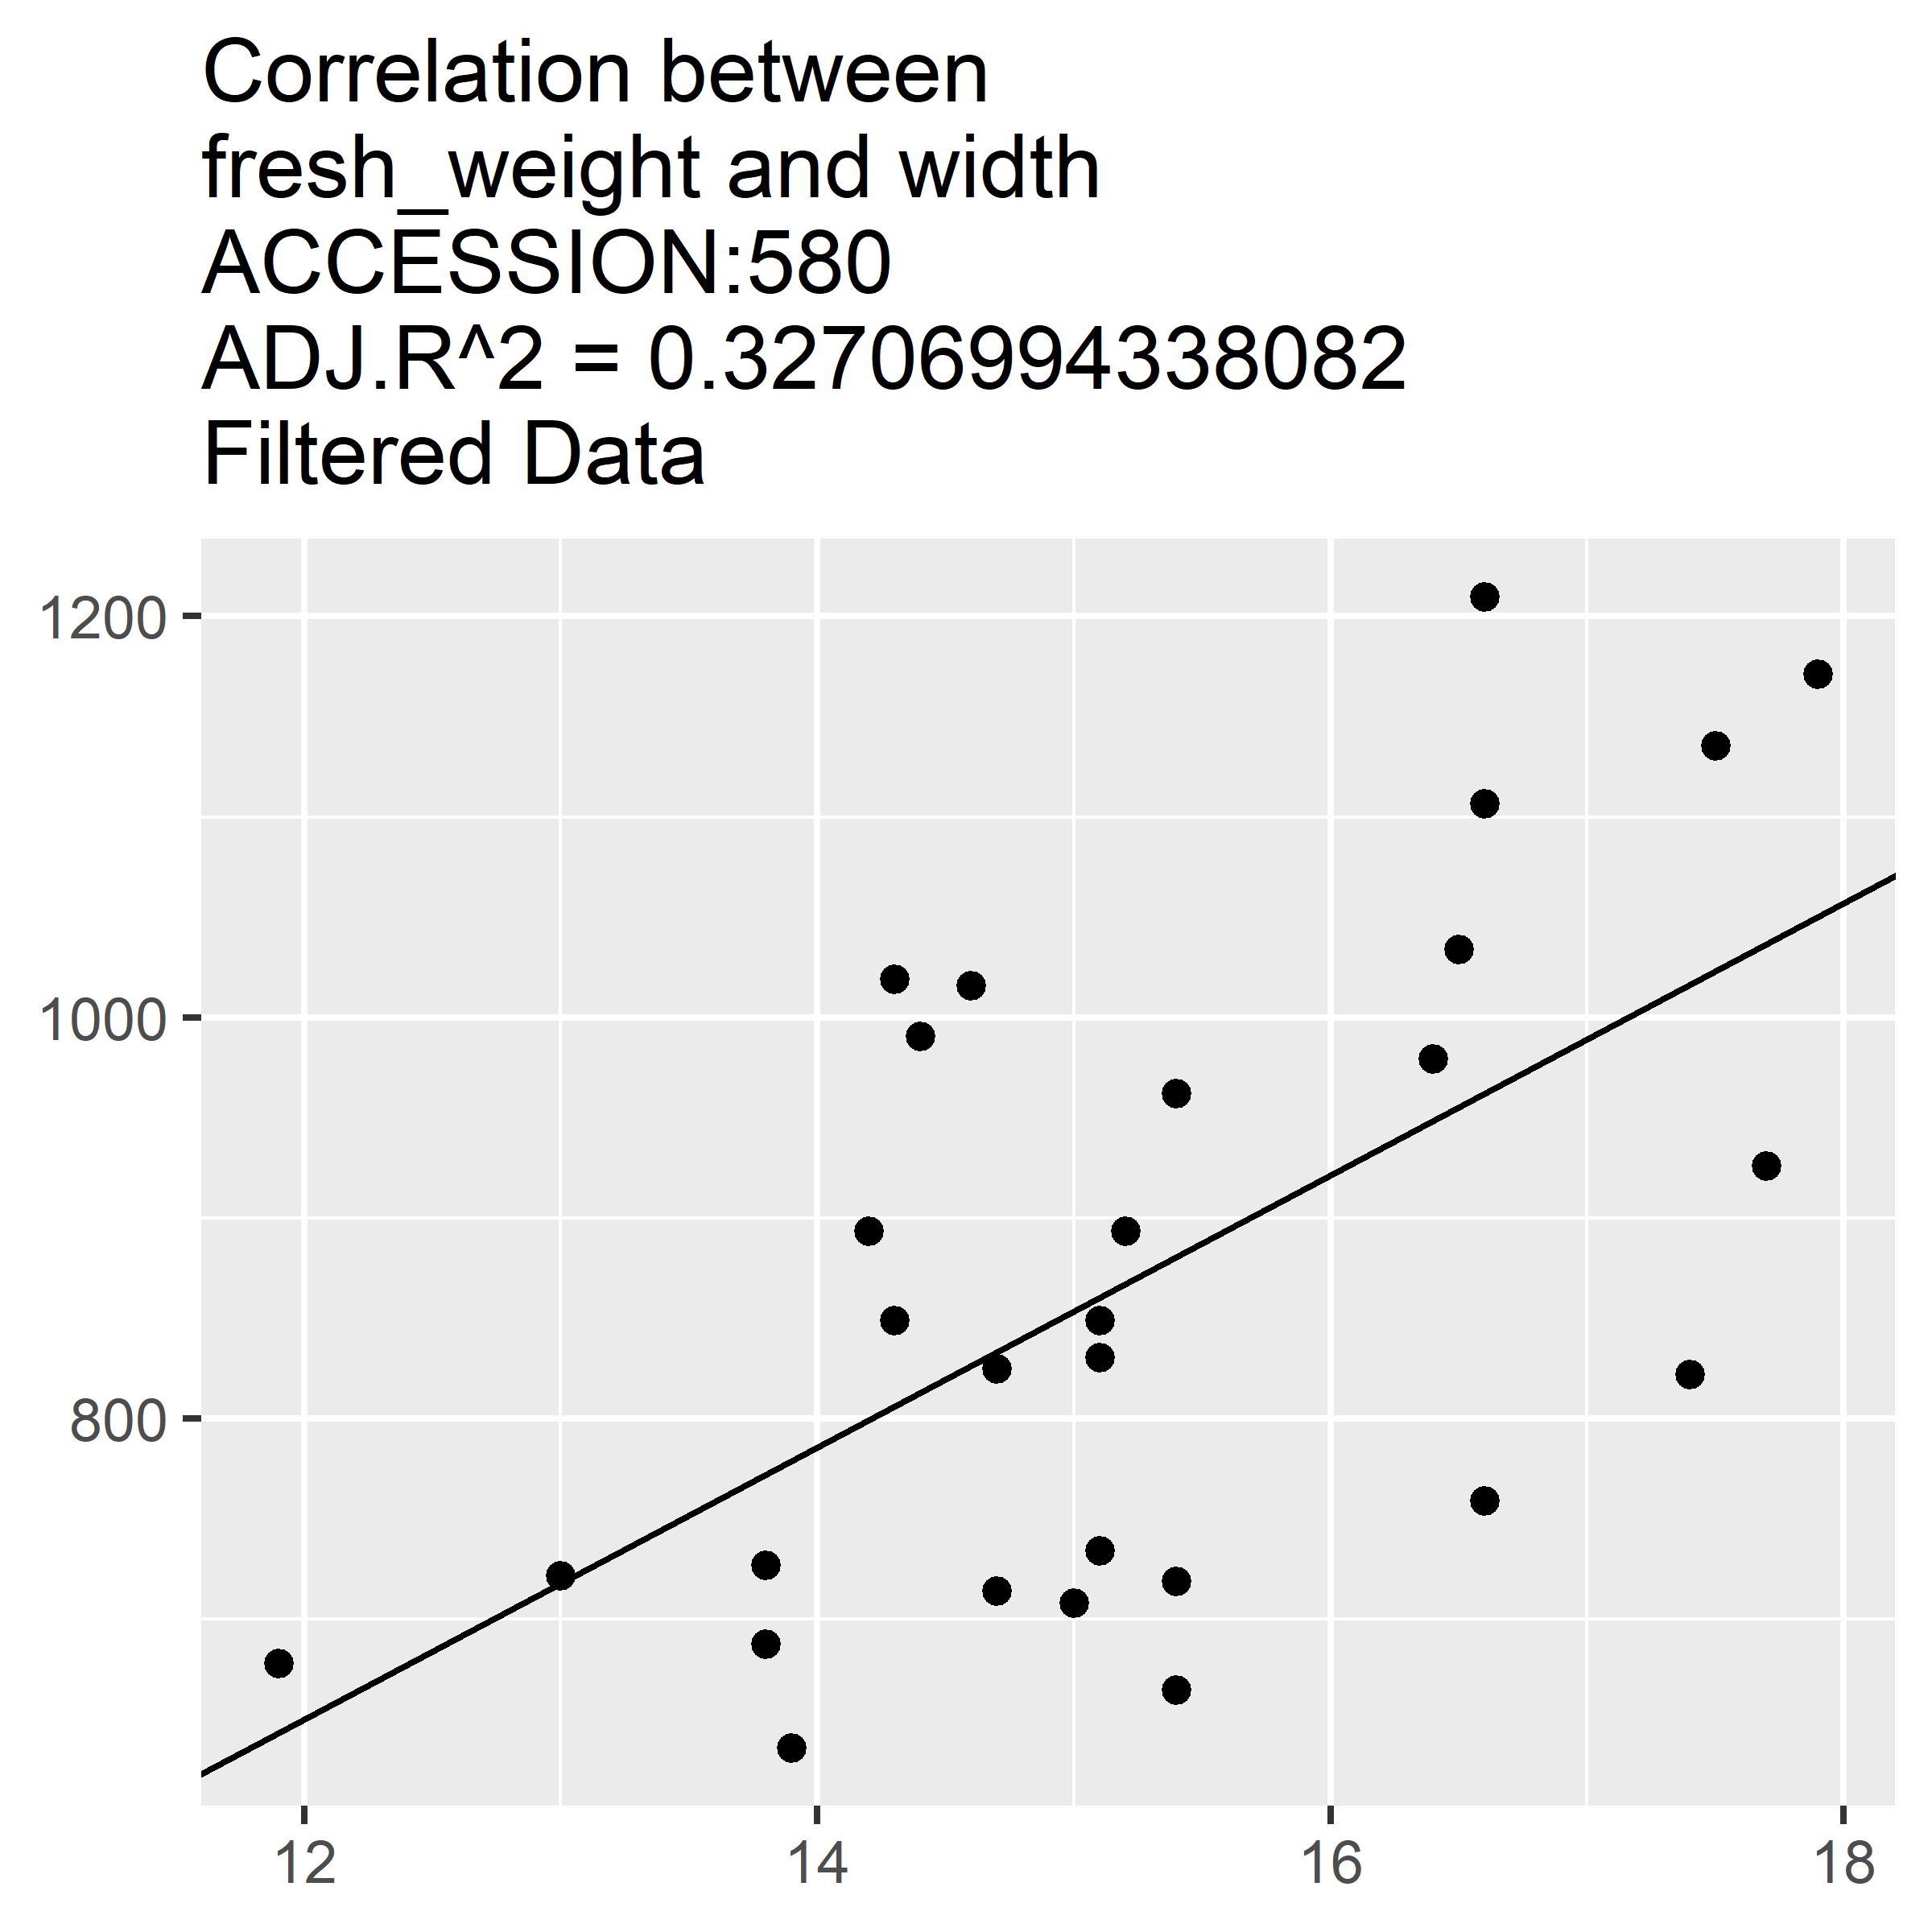 Correlation between
fresh_weight and width
ACCESSION:580
ADJ.R^2 = 0.32706994338082
Filtered Data
1200
1000
800
12 14 16 18